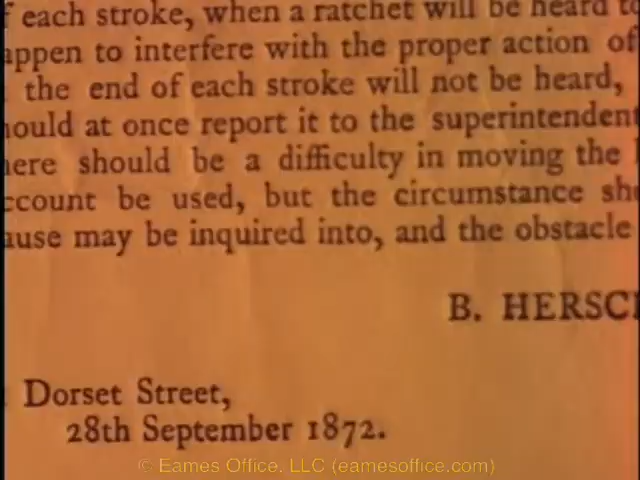 f each stroke, when a ratchet will be heard to
appen to interfere with the proper action of
the end of each stroke will not be heard,
hould at once report it to the superintendent
here should be a difficulty in moving the
ccount be used, but the circumstance sh
ause may be inquired into, and the obstacle
B. HERSCH
Dorset Street,
28th September 1872.
© Eames Office, LLC (eamesoffice.com)